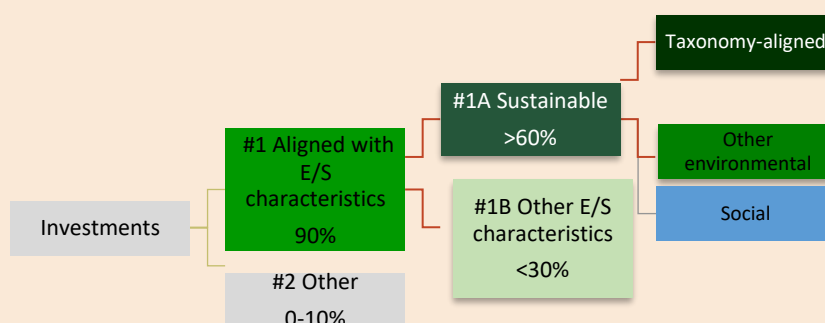 Taxonomy-aligned
#1A Sustainable
>60%
#1 Aligned with
E/S
characteristics
90%
Other
environmental
#1B Other E/S
characteristics
<30%
Social
Investments
#2 Other
0-10%